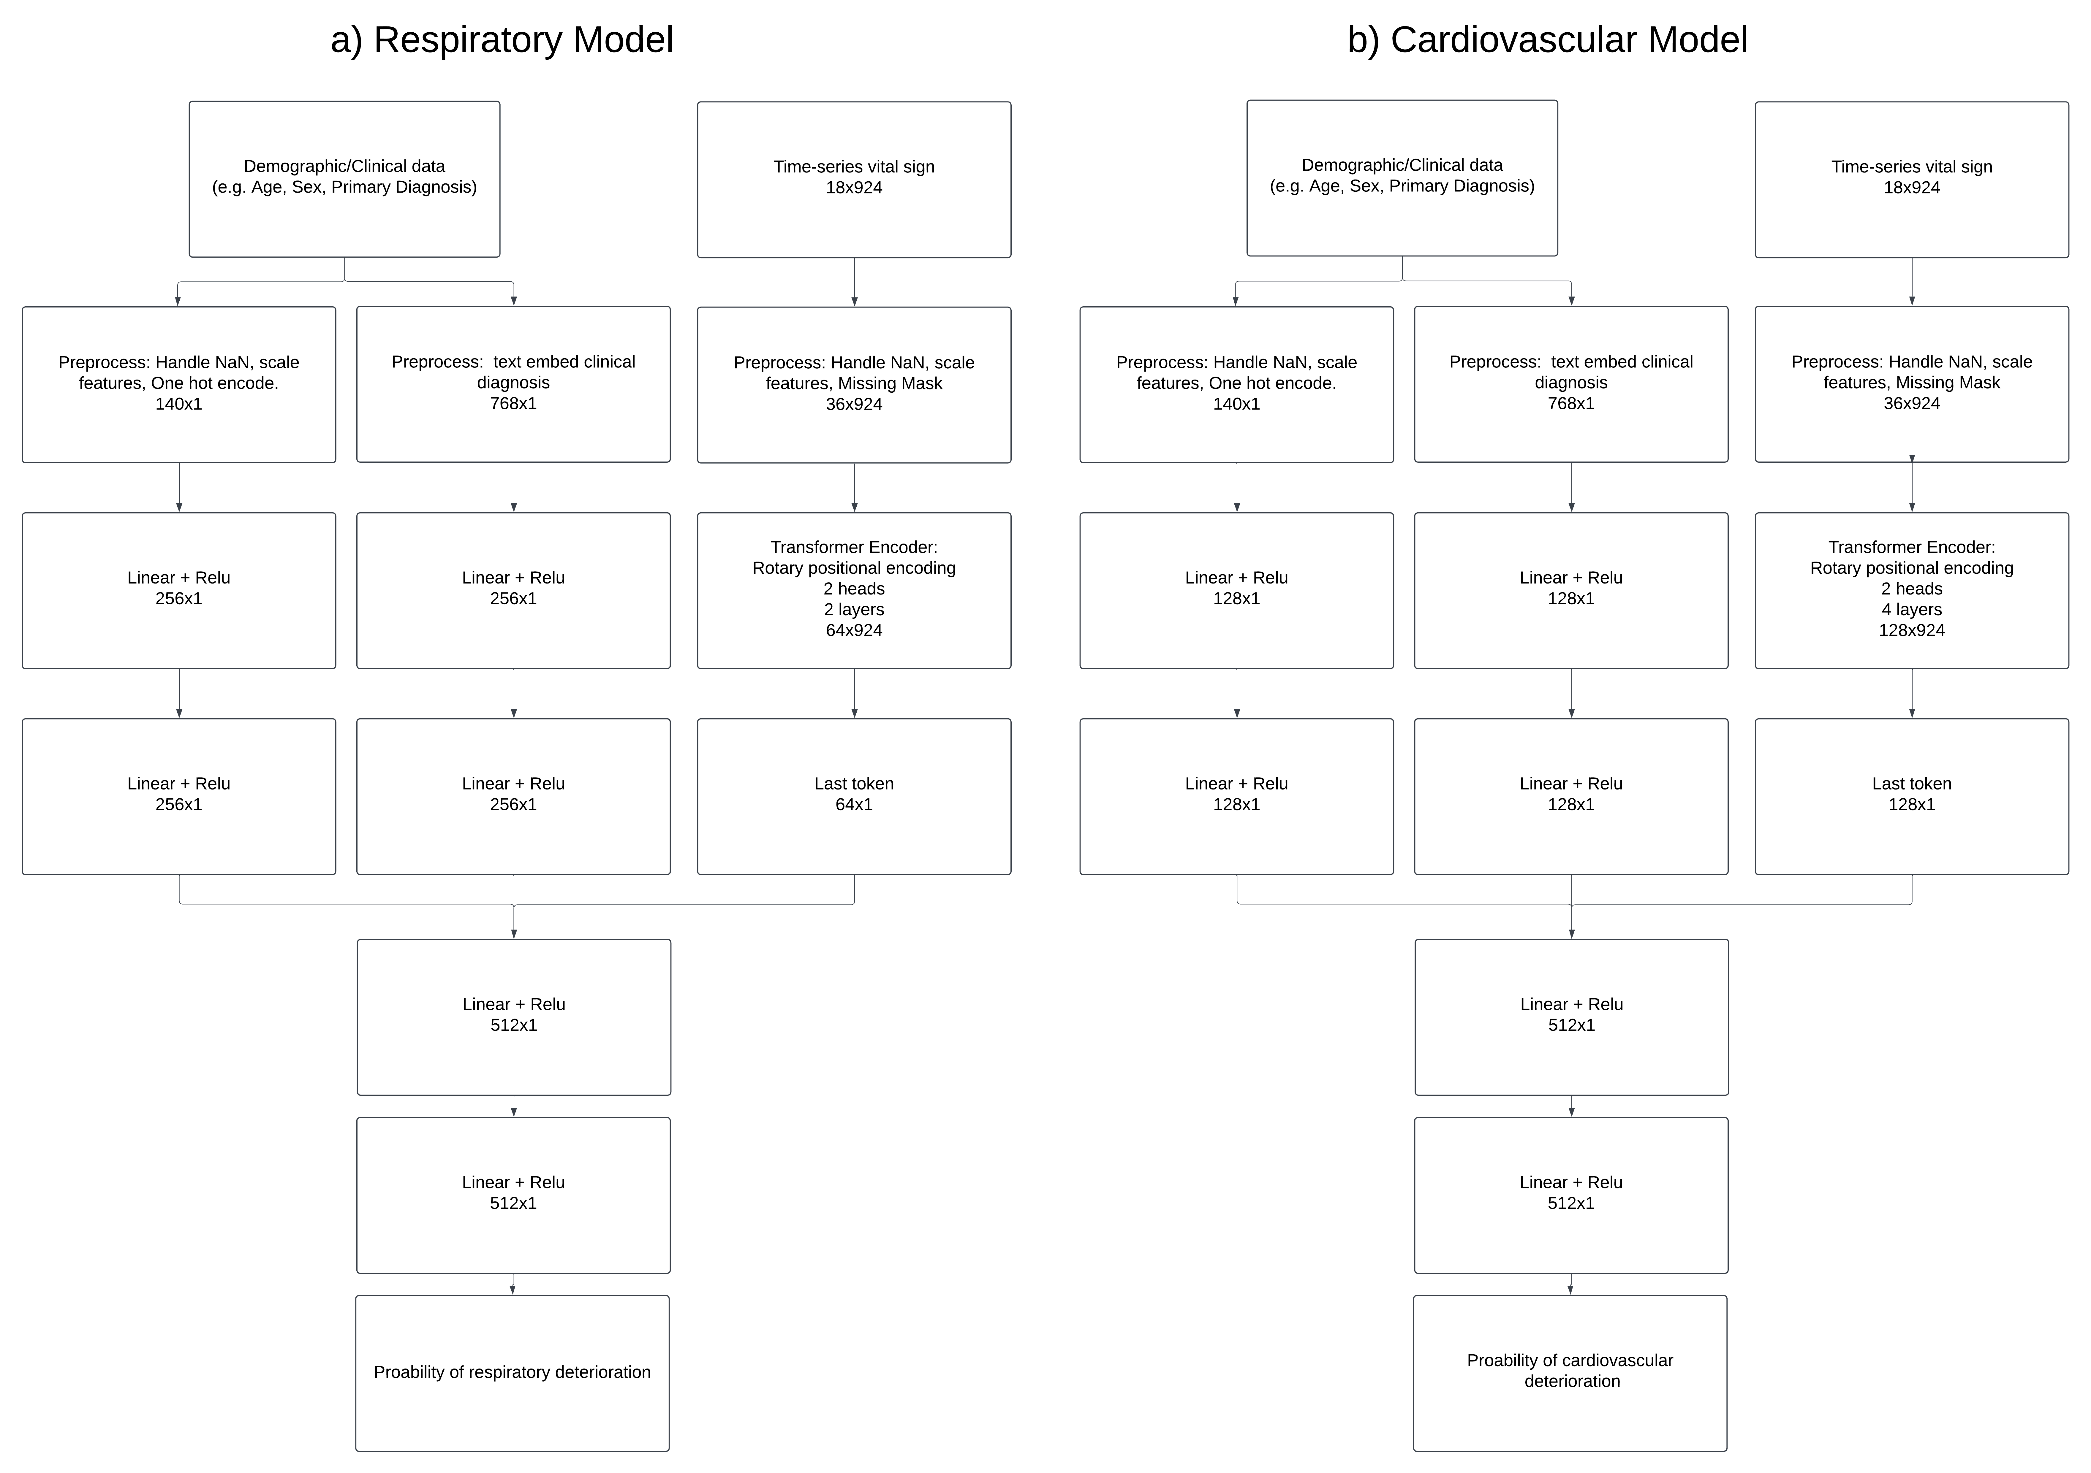 a) Respiratory Model
Demographic/Clinical data
(e.g. Age, Sex, Primary Diagnosis)
Time-series vital sign
18x924
Preprocess: Handle NaN, scale
features, One hot encode.
140x1
Preprocess:  text embed clinical
diagnosis
768x1
Preprocess: Handle NaN, scale
features, Missing Mask
36x924
Linear + Relu
256x1
Linear + Relu
256x1
Transformer Encoder:
Rotary positional encoding
2 heads
2 layers
64x924
Linear + Relu
256x1
Linear + Relu
256x1
Last token
64x1
Linear + Relu
512x1
Linear + Relu
512x1
Proability of respiratory deterioration
b) Cardiovascular Model
Demographic/Clinical data
(e.g. Age, Sex, Primary Diagnosis)
Time-series vital sign
18x924
Preprocess: Handle NaN, scale
features, One hot encode.
140x1
Preprocess:  text embed clinical
diagnosis
768x1
Preprocess: Handle NaN, scale
features, Missing Mask
36x924
Linear + Relu
128x1
Linear + Relu
128x1
Transformer Encoder:
Rotary positional encoding
2 heads
4 layers
128x924
Linear + Relu
128x1
Linear + Relu
128x1
Last token
128x1
Linear + Relu
512x1
Linear + Relu
512x1
Proability of cardiovascular
deterioration